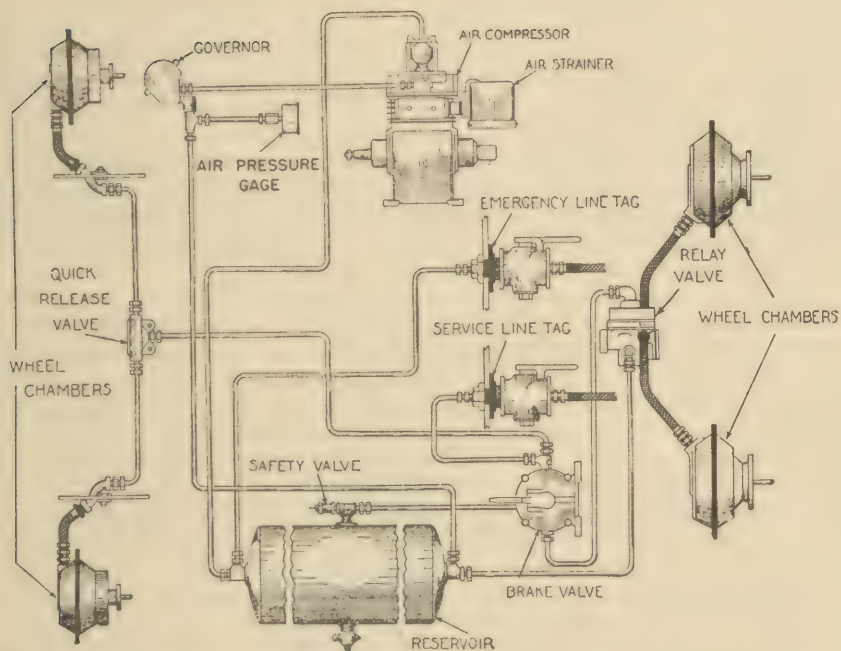 GOVERNOR
AIR COMPRESSOR
AIR STRAINER
AIR PRESSURE
GAGE
EMERGENCY LINE TAG
RELAY
VALVE
QUICK
RELEASE
VALVE
SERVICE LINE TAG
WHEEL CHAMBERS
WHEEL
CHAMBERS
SAFETY VALVE
BRAKE VALVE
RESERVOIR